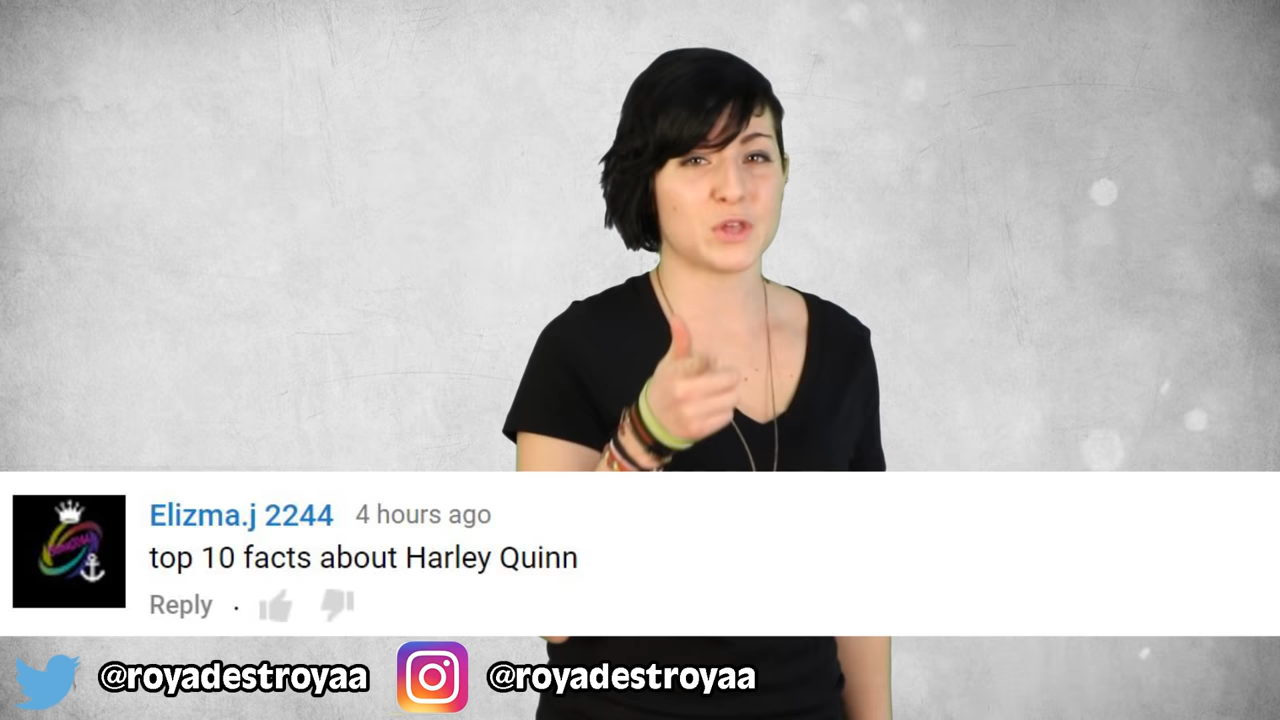 Elizma.j 2244 4 hours ago
top 10 facts about Harley Quinn
Reply ·
@royadestroyaa @royadestroyaa